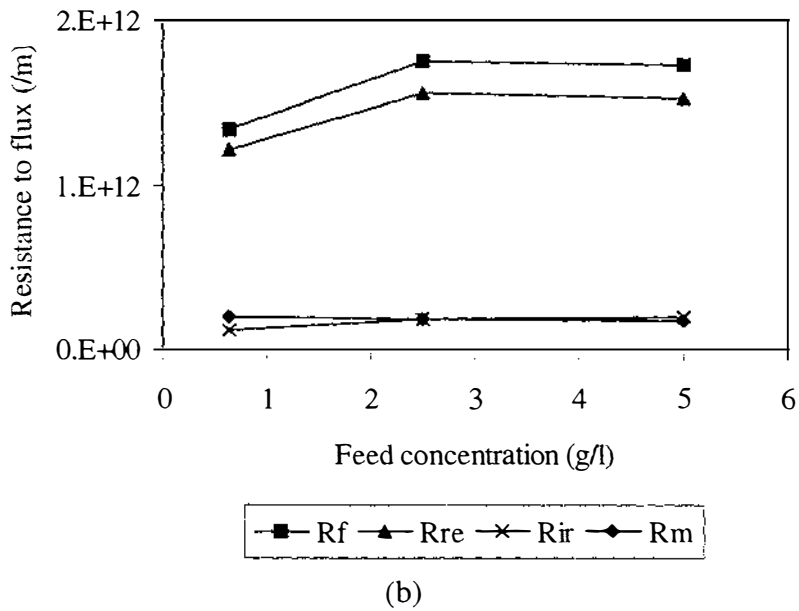 2.E+12
1.E+12
0.E+00
Resistance to flux (/m)
0 1 2 3 4 5 6
Feed concentration (g/l)
Rf Rre Rir Rm
(b)